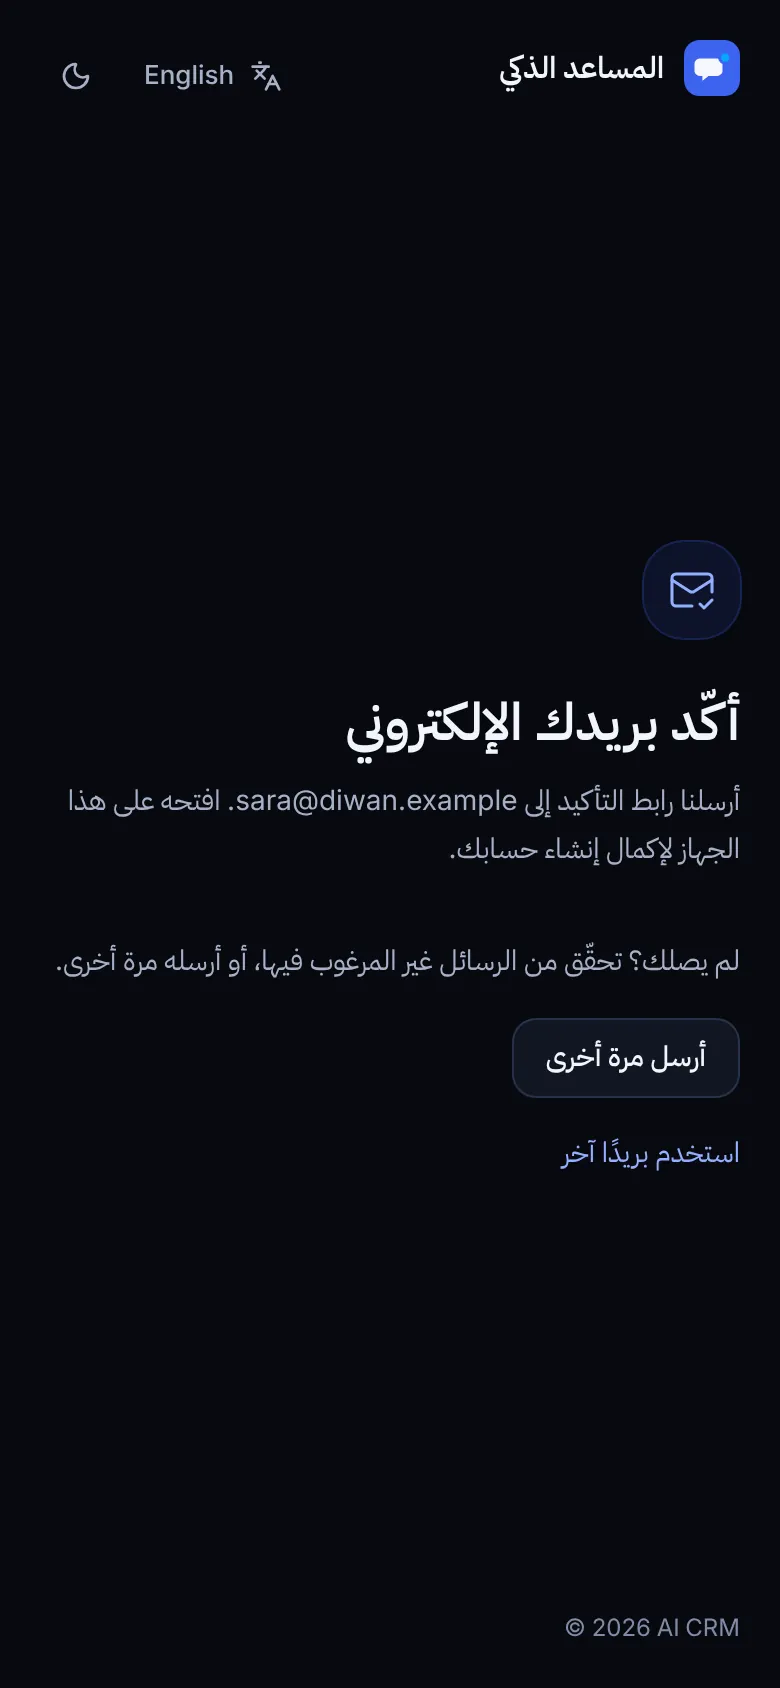 المساعد الذكي
English
أكّد بريدك الإلكتروني
أرسلنا رابط التأكيد إلى sara@diwan.example. افتحه على هذا
الجهاز لإكمال إنشاء حسابك.
لم يصلك؟ تحقّق من الرسائل غير المرغوب فيها، أو أرسله مرة أخرى.
أرسل مرة أخرى
استخدم بريدًا آخر
© 2026 AI CRM